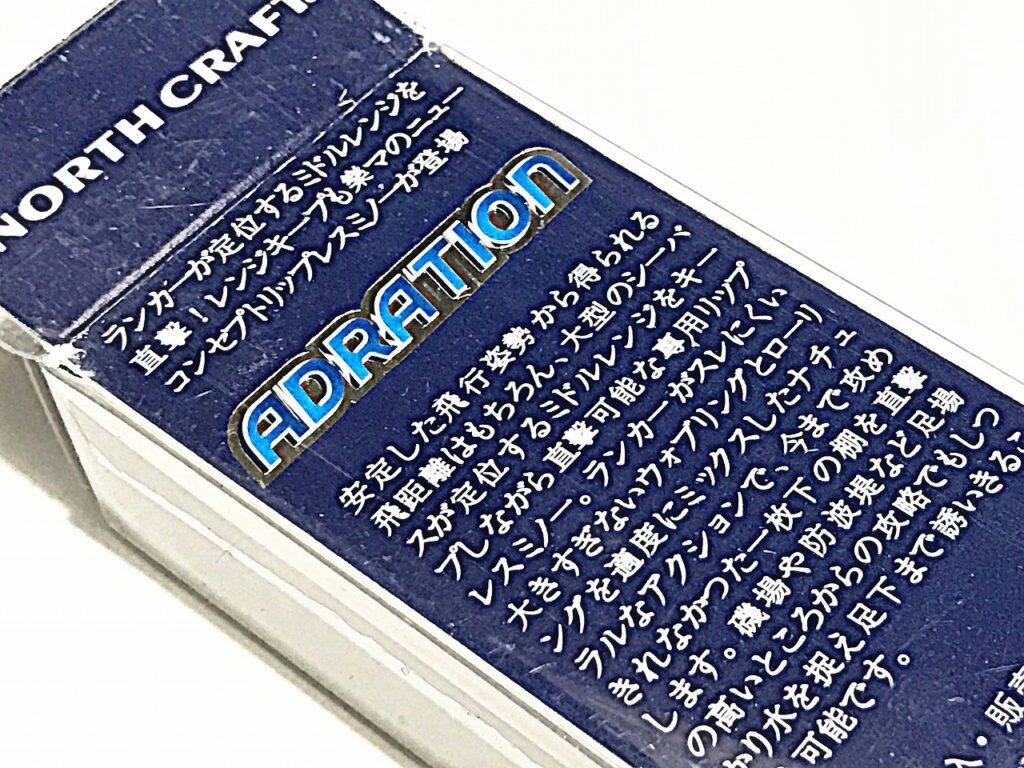 NORTH CRAFT
ランカーが定位するミドルレンジを
直撃！レンジキープも楽々のニュー
コンセプトリップレスミノーが登場
ADRATION
安定した飛行姿勢から得られる
飛距離はもちろん、大型のシーバ
スが定位するミドルレンジをキー
プしながら直撃可能な専用リップ
レスミノー。ランカーがスレにくい
大きすぎないウォブリングとローリ
ングを適度にミックスしたナチュ
ラルなアクションで、今まで攻め
きれなかった一枚下の棚を直撃
します。磯場や防波堤など足場
の高いところからの攻略でもしっ
かり水を捉え足下まで誘いきるこ
可能です。
・販売